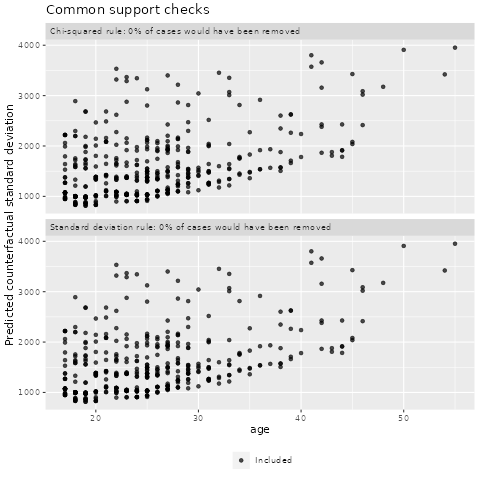 Common support checks
Chi-squared rule: 0% of cases would have been removed
4000
3000
2000
1000
Standard deviation rule: 0% of cases would have been removed
4000
3000
2000
1000
Predicted counterfactual standard deviation
20
30
40
50
age
Included